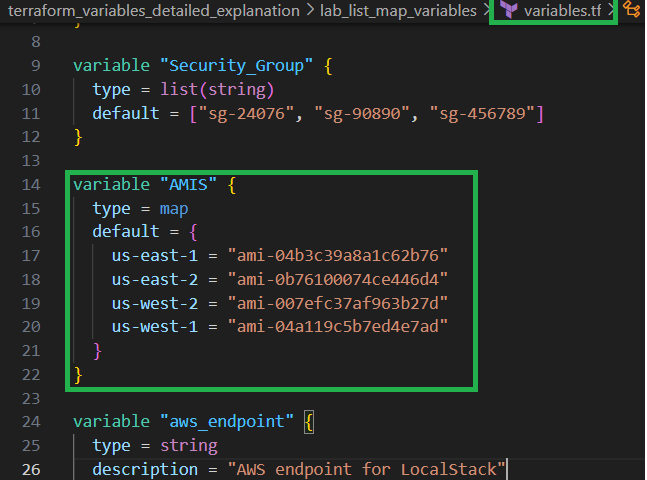 terraform_variables_detailed_explanation > lab_list_map_variables > variables.tf >
8 }
9 variable "Security_Group" {
10 type = list(string)
11 default = ["sg-24076", "sg-90890", "sg-456789"]
12 }
13
14 variable "AMIS" {
15 type = map
16 default = {
17 us-east-1 = "ami-04b3c39a8a1c62b76"
18 us-east-2 = "ami-0b76100074ce446d4"
19 us-west-2 = "ami-007efc37af963b27d"
20 us-west-1 = "ami-04a119c5b7ed4e7ad"
21 }
22 }
23
24 variable "aws_endpoint" {
25 type = string
26 description = "AWS endpoint for LocalStack"